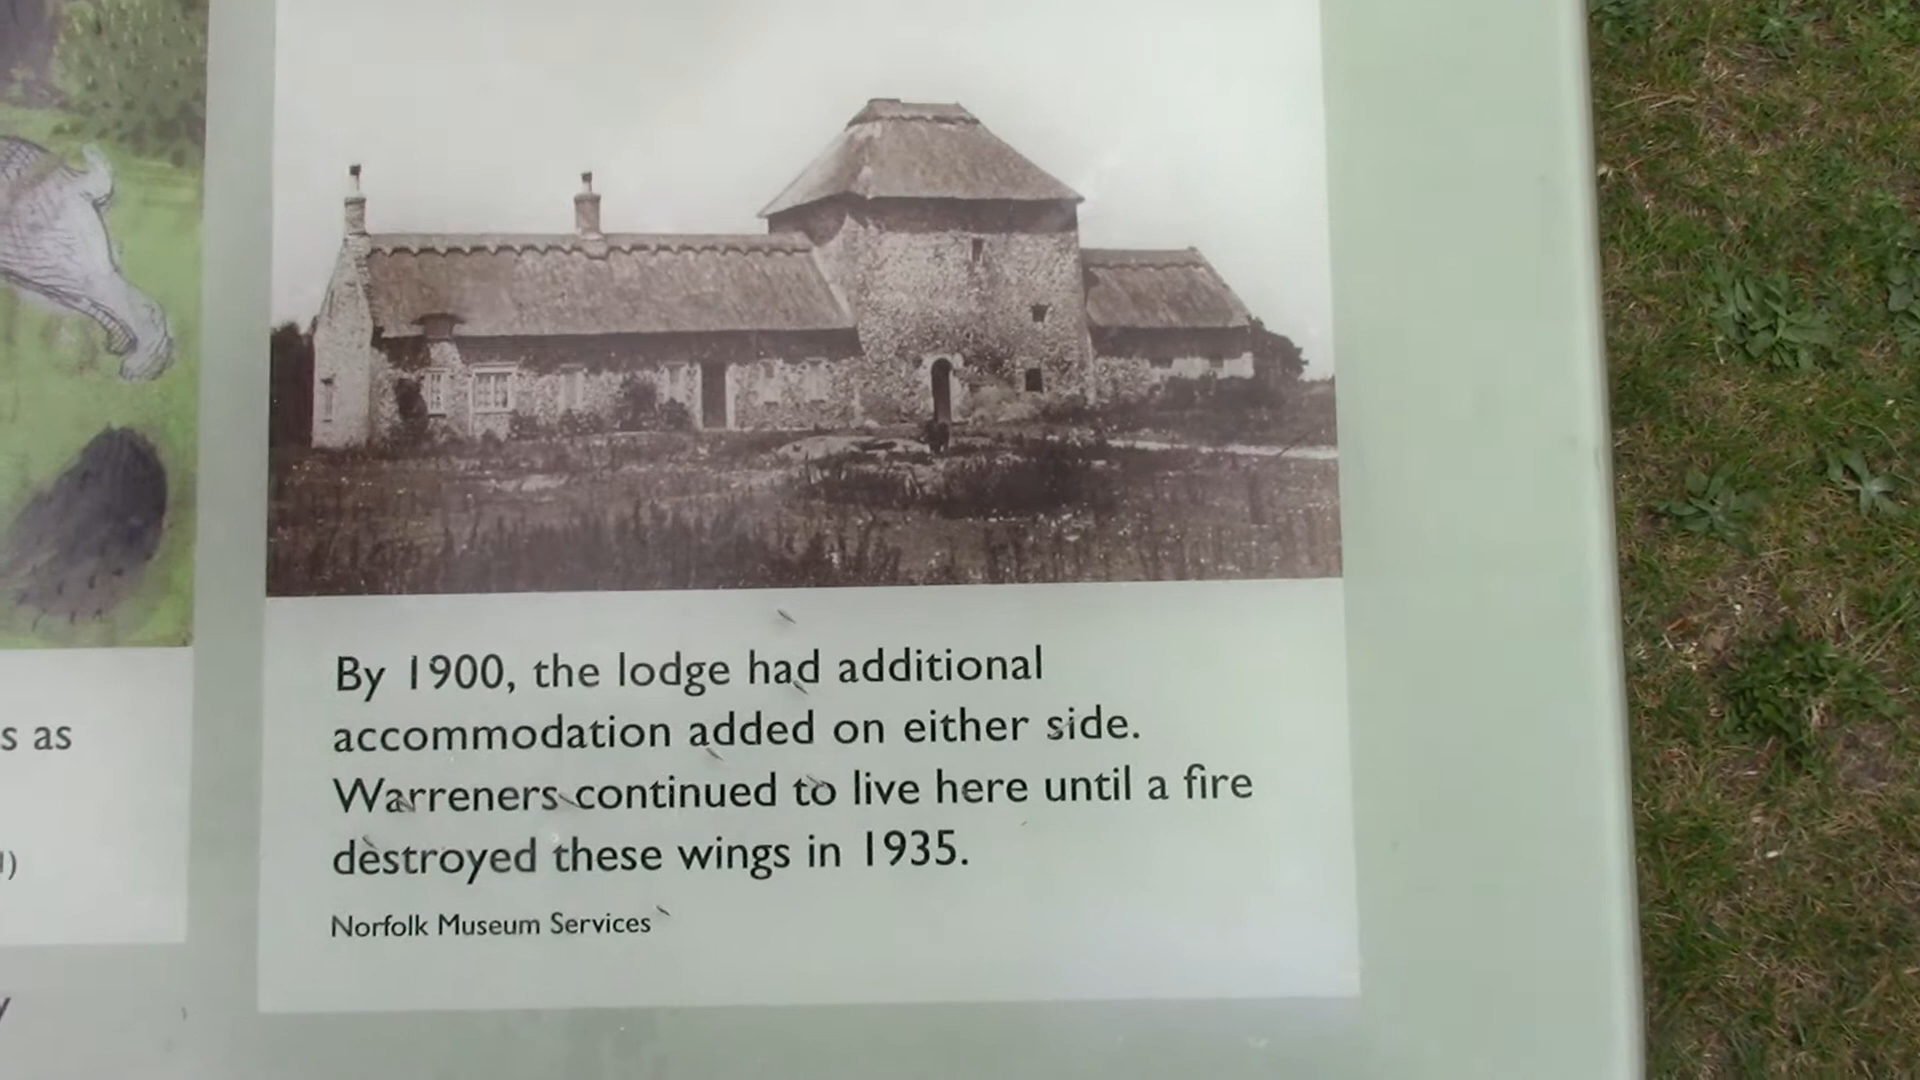 By 1900, the lodge had additional
accommodation added on either side.
Warreners continued to live here until a fire
destroyed these wings in 1935.
Norfolk Museum Services
s as